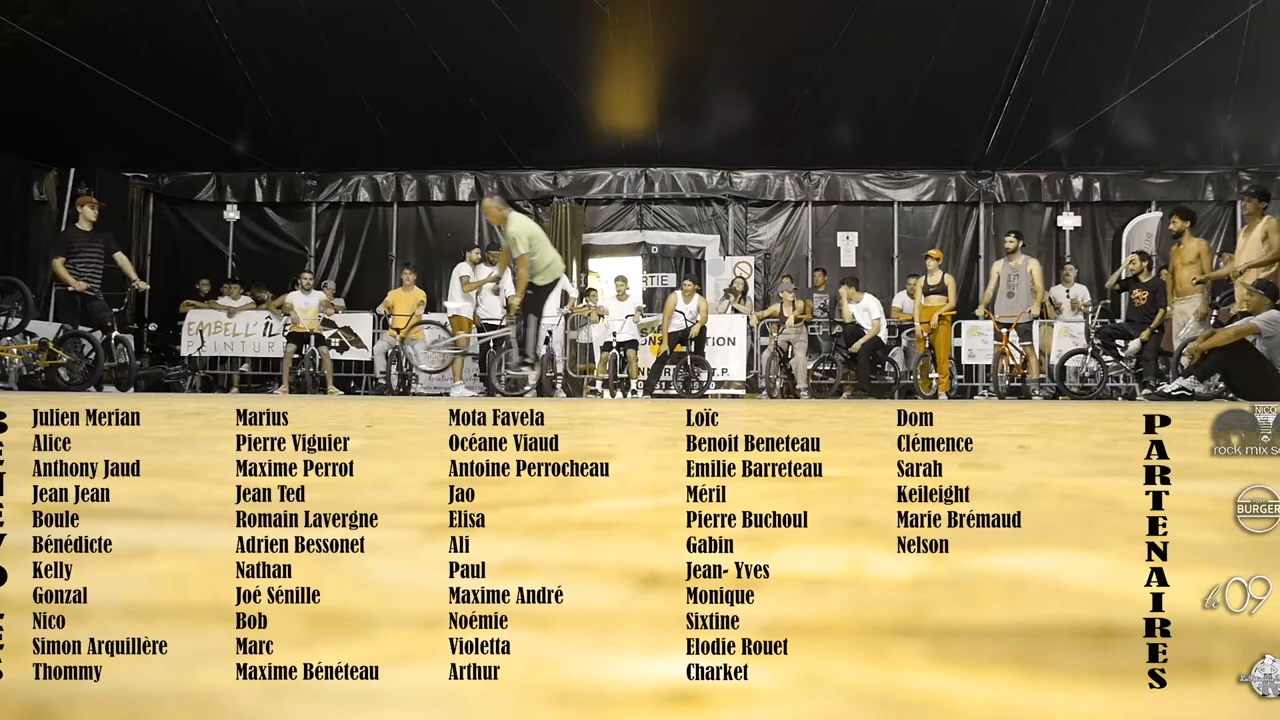 EMBELL'ÎLE
PEINTURE
Julien Merian
Alice
Anthony Jaud
Jean Jean
Boule
Bénédicte
Kelly
Gonzal
Nico
Simon Arquillère
Thommy
Marius
Pierre Viguier
Maxime Perrot
Jean Ted
Romain Lavergne
Adrien Bessonet
Nathan
Joé Sénille
Bob
Marc
Maxime Bénéteau
Mota Favela
Océane Viaud
Antoine Perrocheau
Jao
Elisa
Ali
Paul
Maxime André
Noémie
Violetta
Arthur
Loïc
Benoit Beneteau
Emilie Barreteau
Méril
Pierre Buchoul
Gabin
Jean- Yves
Monique
Sixtine
Elodie Rouet
Charket
Dom
Clémence
Sarah
Keileight
Marie Brémaud
Nelson
PARTENAIRES
NICO
rock mix
BURGER
le 09